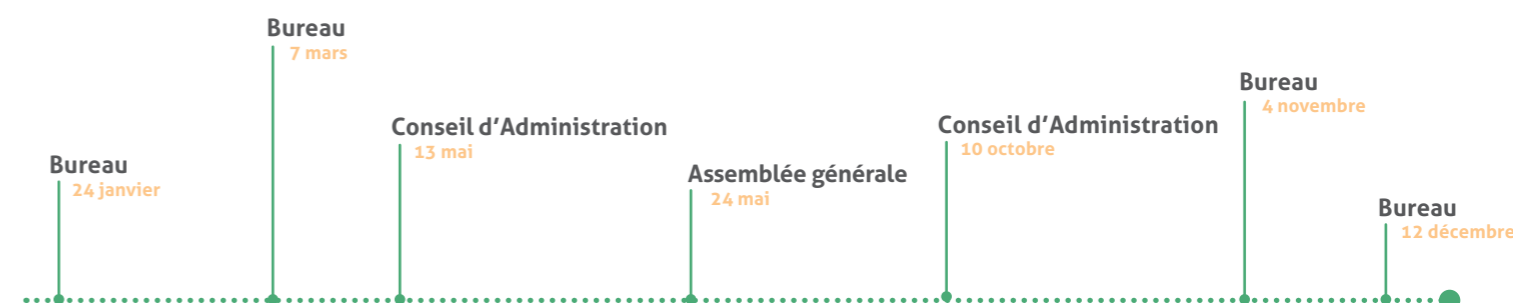 Bureau
24 janvier
Bureau
7 mars
Conseil d'Administration
13 mai
Assemblée générale
24 mai
Conseil d'Administration
10 octobre
Bureau
4 novembre
Bureau
12 décembre